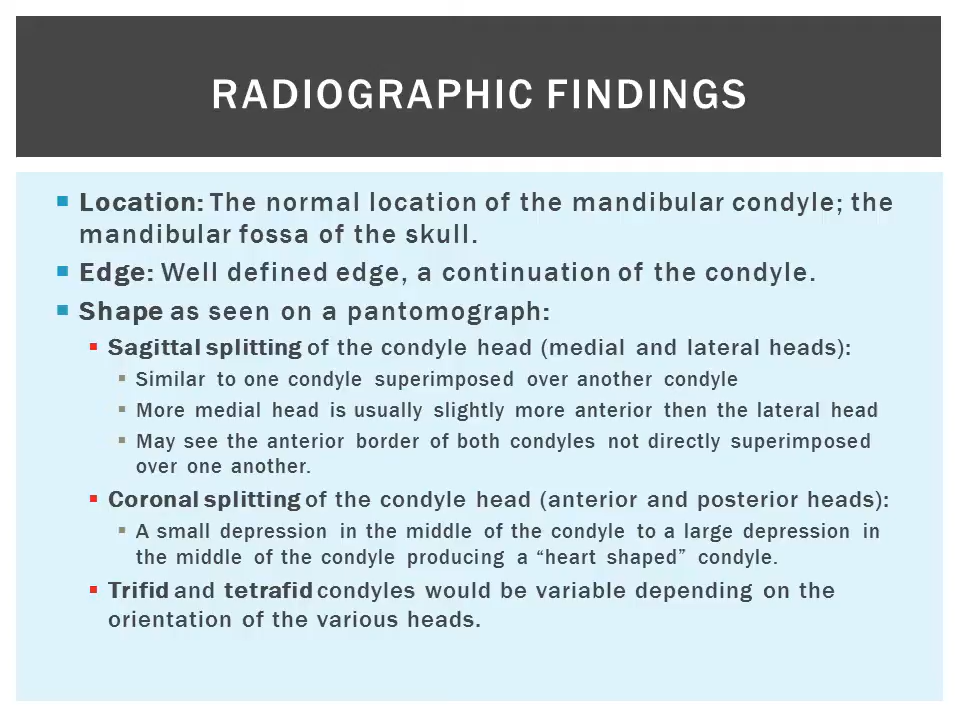 RADIOGRAPHIC FINDINGS
Location: The normal location of the mandibular condyle; the
mandibular fossa of the skull.
Edge: Well defined edge, a continuation of the condyle.
Shape as seen on a pantomograph:
Sagittal splitting of the condyle head (medial and lateral heads):
Similar to one condyle superimposed over another condyle
More medial head is usually slightly more anterior then the lateral head
May see the anterior border of both condyles not directly superimposed
over one another.
Coronal splitting of the condyle head (anterior and posterior heads):
A small depression in the middle of the condyle to a large depression in
the middle of the condyle producing a “heart shaped” condyle.
Trifid and tetrafid condyles would be variable depending on the
orientation of the various heads.